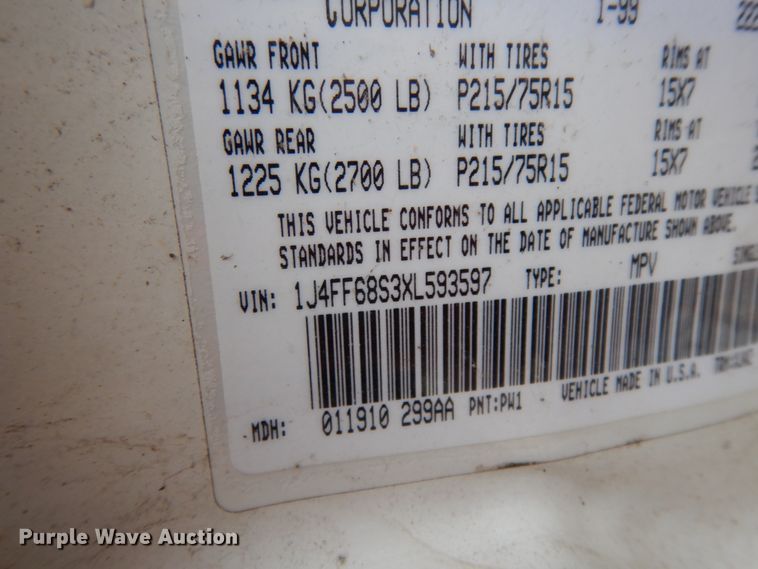 CORPORATION 1-99
GAWR FRONT WITH TIRES RIMS AT
1134 KG(2500 LB) P215/75R15 15X7
GAWR REAR WITH TIRES RIMS AT
1225 KG(2700 LB) P215/75R15 15X7
THIS VEHICLE CONFORMS TO ALL APPLICABLE FEDERAL MOTOR VEHICLE
STANDARDS IN EFFECT ON THE DATE OF MANUFACTURE SHOWN ABOVE.
VIN: 1J4FF68S3XL593597 TYPE: MPV
VEHICLE MADE IN U.S.A.
MDH: 011910 299AA PNT:PW1
Purple Wave Auction